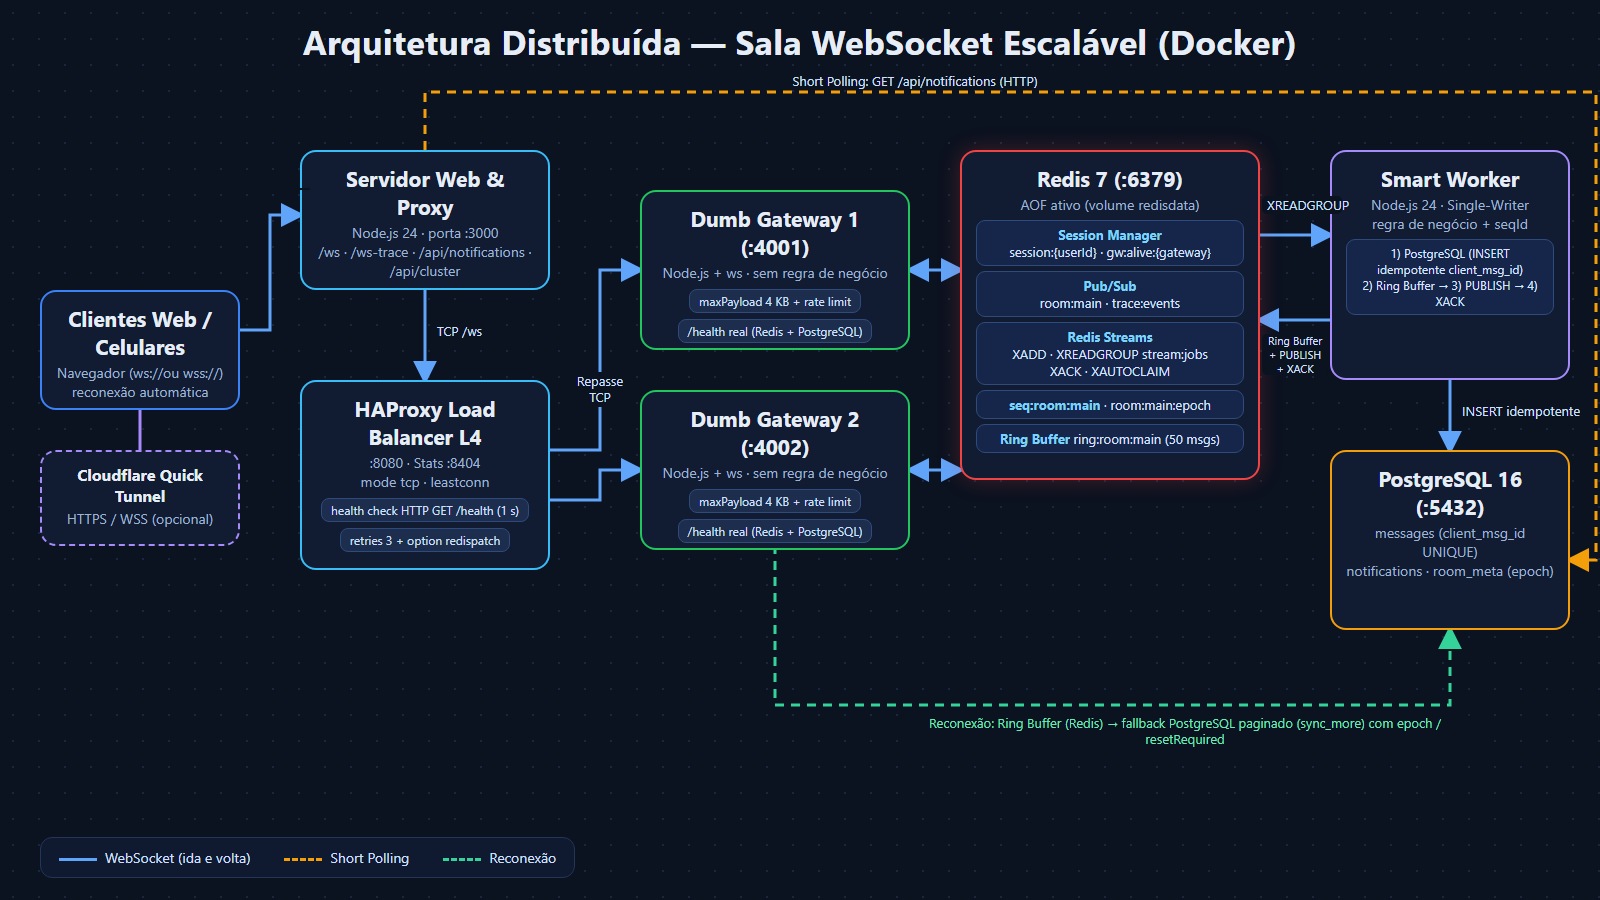 Arquitetura Distribuída — Sala WebSocket Escalável (Docker)
Short Polling: GET /api/notifications (HTTP)
Clientes Web /
Celulares
Navegador (ws://ou wss://)
reconexão automática
Cloudflare Quick
Tunnel
HTTPS / WSS (opcional)
Servidor Web &
Proxy
Node.js 24 · porta :3000
/ws · /ws-trace · /api/notifications ·
/api/cluster
TCP /ws
HAProxy Load
Balancer L4
:8080 · Stats :8404
mode tcp · leastconn
health check HTTP GET /health (1 s)
retries 3 + option redispatch
Repasse
TCP
Dumb Gateway 1
(:4001)
Node.js + ws · sem regra de negócio
maxPayload 4 KB + rate limit
/health real (Redis + PostgreSQL)
Dumb Gateway 2
(:4002)
Node.js + ws · sem regra de negócio
maxPayload 4 KB + rate limit
/health real (Redis + PostgreSQL)
Redis 7 (:6379)
AOF ativo (volume redisdata)
Session Manager
session:{userId} · gw:alive:{gateway}
Pub/Sub
room:main · trace:events
Redis Streams
XADD · XREADGROUP stream:jobs
XACK · XAUTOCLAIM
seq:room:main · room:main:epoch
Ring Buffer ring:room:main (50 msgs)
XREADGROUP
Ring Buffer
+ PUBLISH
+ XACK
Smart Worker
Node.js 24 · Single-Writer
regra de negócio + seqId
1) PostgreSQL (INSERT
idempotente client_msg_id)
2) Ring Buffer → 3) PUBLISH → 4)
XACK
INSERT idempotente
PostgreSQL 16
(:5432)
messages (client_msg_id
UNIQUE)
notifications · room_meta (epoch)
Reconexão: Ring Buffer (Redis) → fallback PostgreSQL paginado (sync_more) com epoch /
resetRequired
WebSocket (ida e volta)
Short Polling
Reconexão